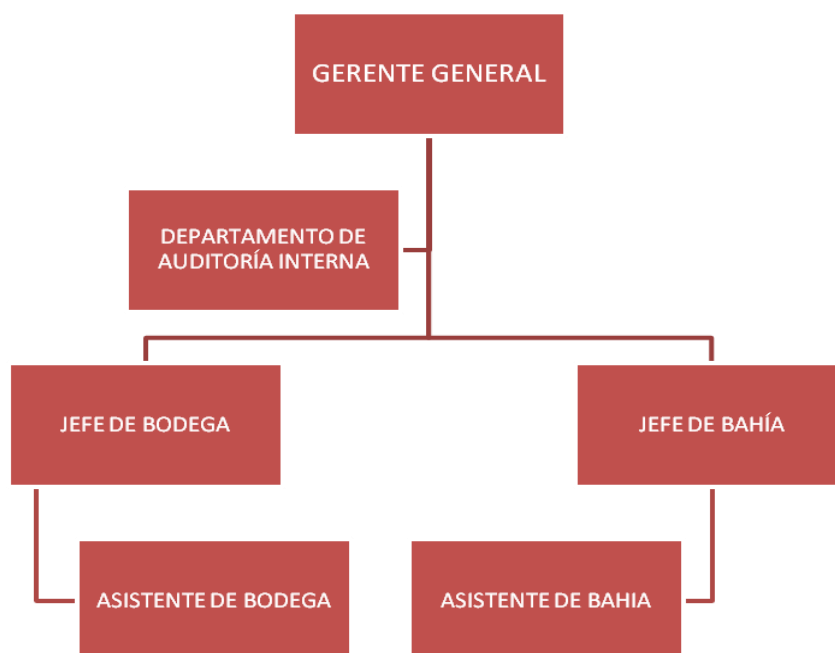 GERENTE GENERAL
DEPARTAMENTO DE
AUDITORÍA INTERNA
JEFE DE BODEGA
JEFE DE BAHÍA
ASISTENTE DE BODEGA
ASISTENTE DE BAHIA